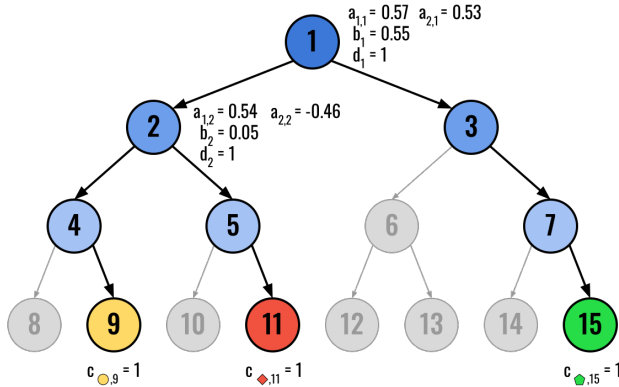 1
a1,1 = 0.57 a2,1 = 0.53
b1 = 0.55
d1 = 1
2
a1,2 = 0.54 a2,2 = -0.46
b2 = 0.05
d2 = 1
3
4
5
6
7
8
9
10
11
12
13
14
15
c ,9 = 1
c ,11 = 1
c ,15 = 1